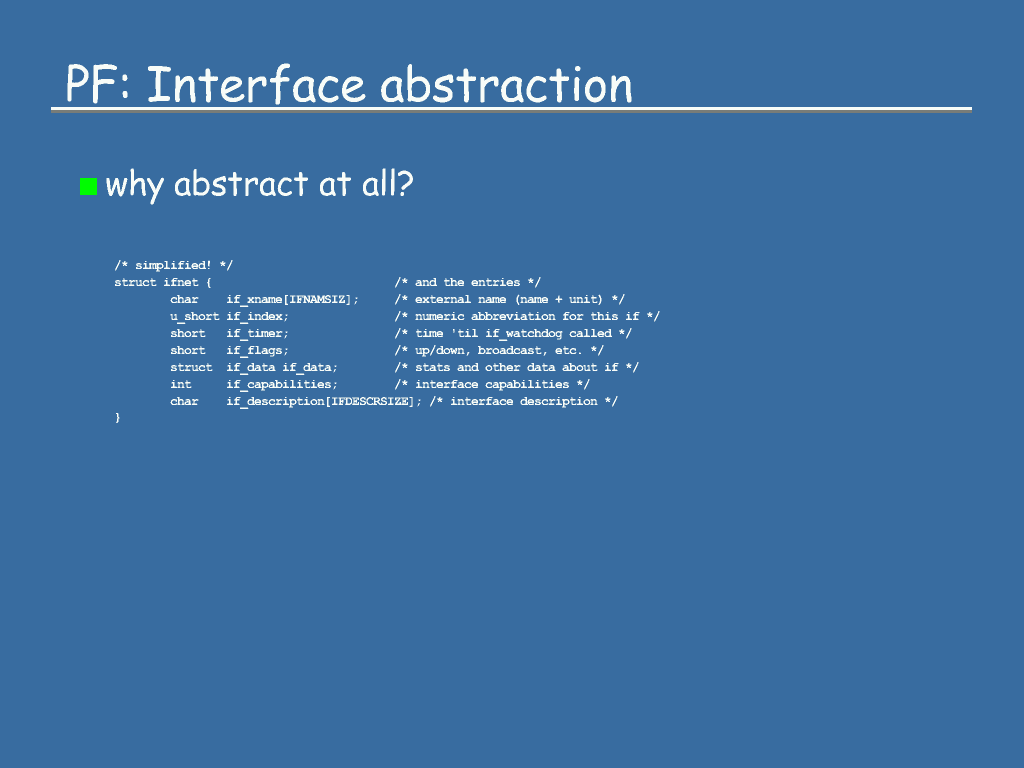 PF: Interface abstraction
why abstract at all?
/* simplified! */
struct ifnet { /* and the entries */
char if_xname[IFNAMSIZ]; /* external name (name + unit) */
u_short if_index; /* numeric abbreviation for this if */
short if_timer; /* time 'til if_watchdog called */
short if_flags; /* up/down, broadcast, etc. */
struct if_data if_data; /* stats and other data about if */
int if_capabilities; /* interface capabilities */
char if_description[IFDESCRSIZE]; /* interface description */
}